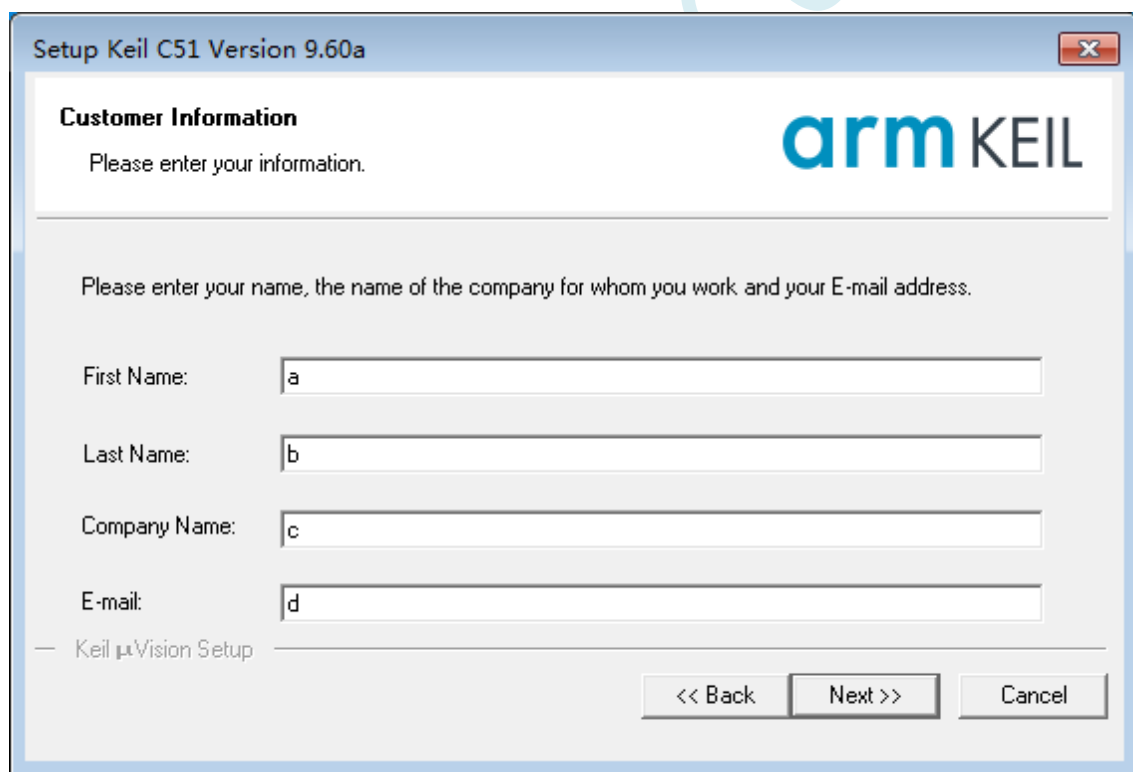 Setup Keil C51 Version 9.60a
Customer Information
Please enter your information.
arm KEIL
Please enter your name, the name of the company for whom you work and your E-mail address.
First Name: a
Last Name: b
Company Name: c
E-mail: d
Keil µVision Setup
<< Back Next >> Cancel